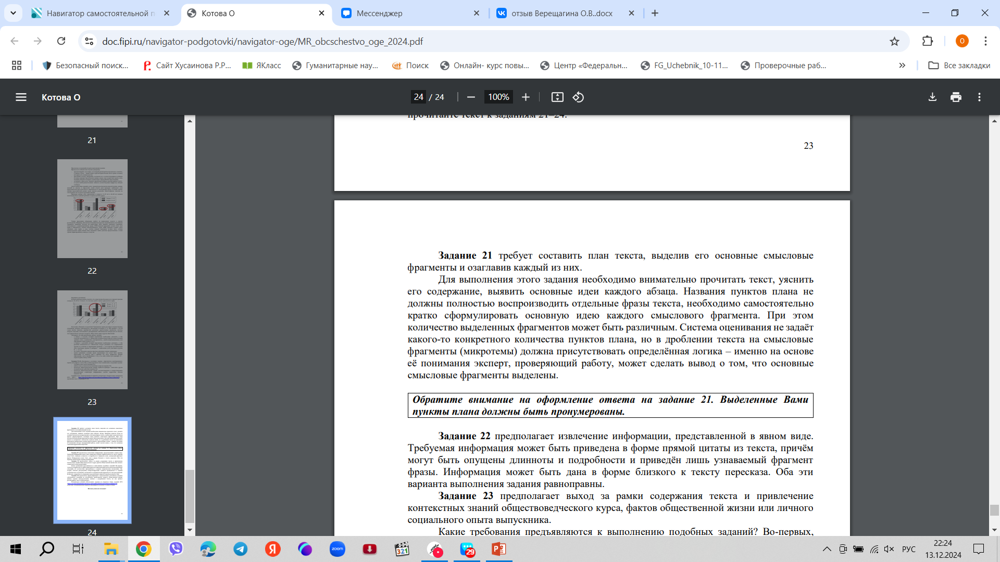 Навигатор самостоятельной п
Котова О
Мессенджер
отзыв Верещагина О.В..docx
doc.fipi.ru/navigator-podgotovki/navigator-oge/MR_obcschestvo_oge_2024.pdf
О
Безопасный поиск...
Сайт Хусаинова Р.Р...
ЯКласс
Гуманитарные нау...
Поиск
Онлайн- курс повы...
Центр «Федеральн...
FG_Uchebnik_10-11...
Проверочные раб...
Все закладки
Котова О
24 / 24
100%
21
22
23
24
прочитайте текст к заданиям 21–24.
23
Задание 21 требует составить план текста, выделив его основные смысловые
фрагменты и озаглавив каждый из них.
Для выполнения этого задания необходимо внимательно прочитать текст, уяснить
его содержание, выявить основные идеи каждого абзаца. Названия пунктов плана не
должны полностью воспроизводить отдельные фразы текста, необходимо самостоятельно
кратко сформулировать основную идею каждого смыслового фрагмента. При этом
количество выделенных фрагментов может быть различным. Система оценивания не задаёт
какого-то конкретного количества пунктов плана, но в дроблении текста на смысловые
фрагменты (микротемы) должна присутствовать определённая логика – именно на основе
её понимания эксперт, проверяющий работу, может сделать вывод о том, что основные
смысловые фрагменты выделены.
Обратите внимание на оформление ответа на задание 21. Выделенные Вами
пункты плана должны быть пронумерованы.
Задание 22 предполагает извлечение информации, представленной в явном виде.
Требуемая информация может быть приведена в форме прямой цитаты из текста, причём
могут быть опущены длинноты и подробности и приведён лишь узнаваемый фрагмент
фразы. Информация может быть дана в форме близкого к тексту пересказа. Оба эти
варианта выполнения задания равноправны.
Задание 23 предполагает выход за рамки содержания текста и привлечение
контекстных знаний обществоведческого курса, фактов общественной жизни или личного
социального опыта выпускника.
Какие требования предъявляются к выполнению подобных заданий? Во-первых,
Я
zoom
321
29
РУС
22:24
13.12.2024